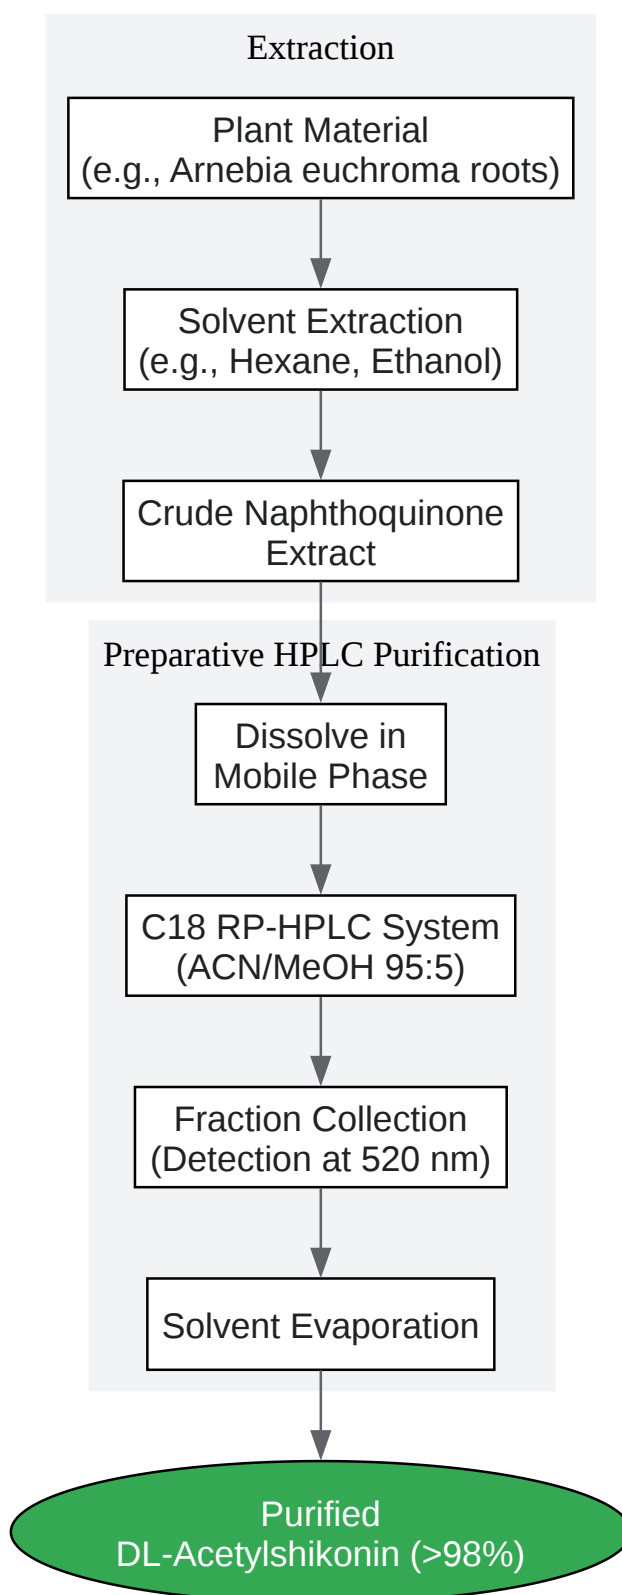 Extraction
Plant Material
(e.g., Arnebia euchroma roots)
Solvent Extraction
(e.g., Hexane, Ethanol)
Crude Naphthoquinone
Extract
Preparative HPLC Purification
Dissolve in
Mobile Phase
C18 RP-HPLC System
(ACN/MeOH 95:5)
Fraction Collection
(Detection at 520 nm)
Solvent Evaporation
Purified
DL-Acetylshikonin (>98%)